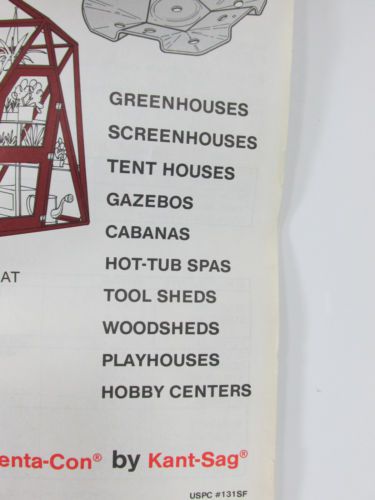 GREENHOUSES
SCREENHOUSES
TENT HOUSES
GAZEBOS
CABANAS
HOT-TUB SPAS
AT
TOOL SHEDS
WOODSHEDS
PLAYHOUSES
HOBBY CENTERS
enta-Con® by Kant-Sag®
USPC #131SF